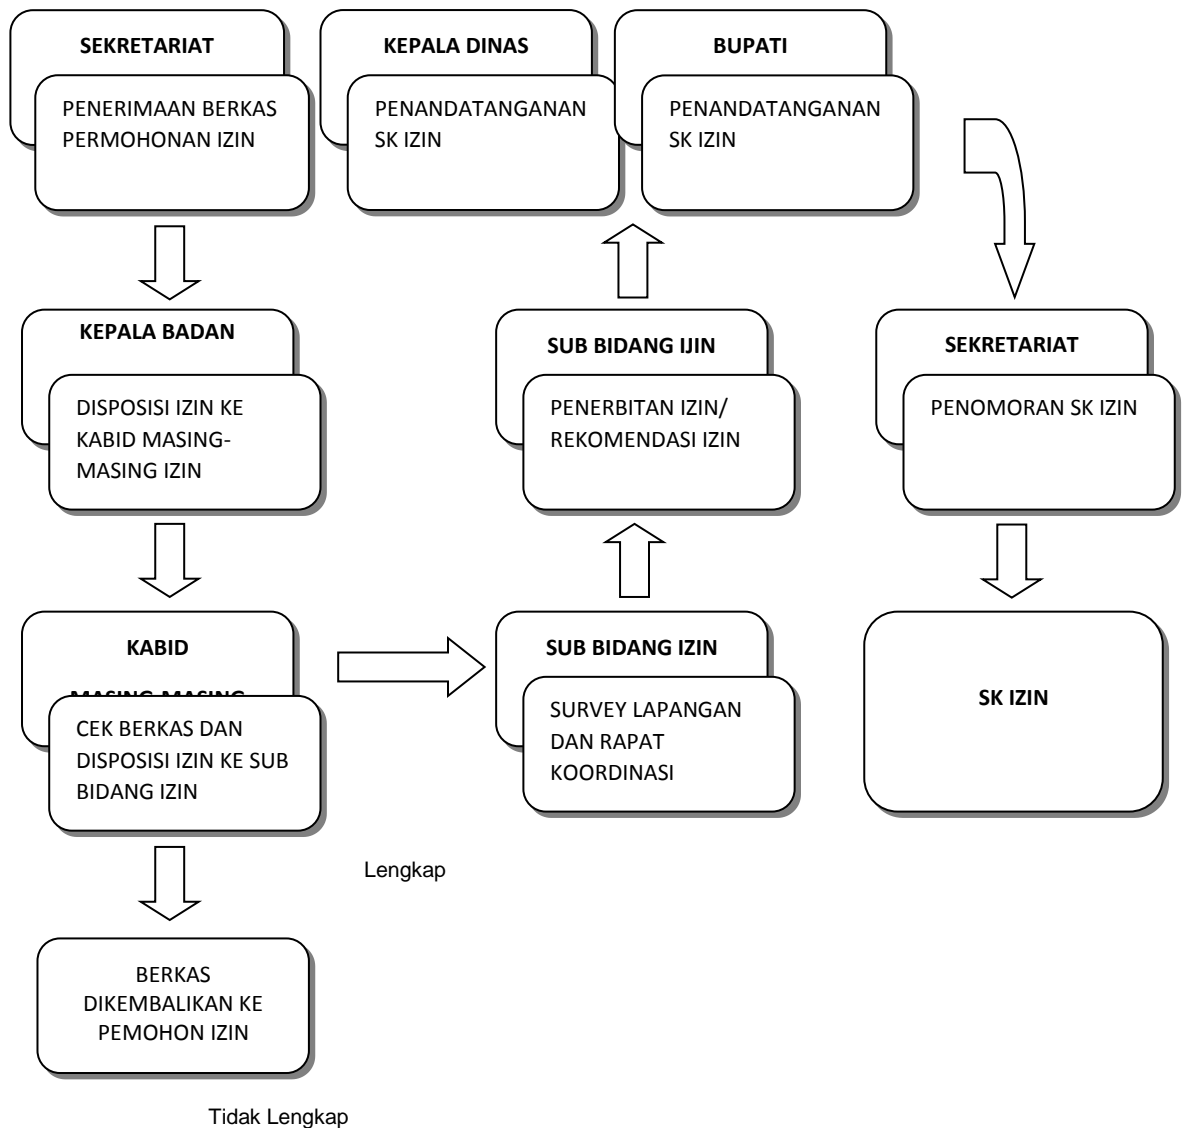 SEKRETARIAT
PENERIMAAN BERKAS
PERMOHONAN IZIN
KEPALA DINAS
PENANDATANGANAN
SK IZIN
BUPATI
PENANDATANGANAN
SK IZIN
KEPALA BADAN
DISPOSISI IZIN KE
KABID MASING-
MASING IZIN
SUB BIDANG IJIN
PENERBITAN IZIN/
REKOMENDASI IZIN
SEKRETARIAT
PENOMORAN SK IZIN
KABID
MASING-MASING
CEK BERKAS DAN
DISPOSISI IZIN KE SUB
BIDANG IZIN
SUB BIDANG IZIN
SURVEY LAPANGAN
DAN RAPAT
KOORDINASI
SK IZIN
Lengkap
BERKAS
DIKEMBALIKAN KE
PEMOHON IZIN
Tidak Lengkap